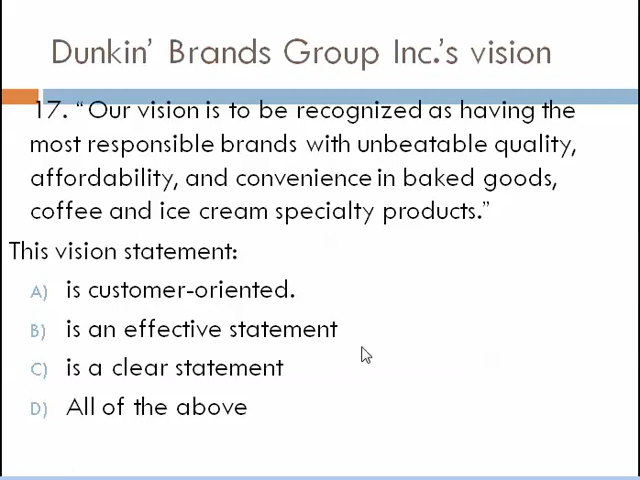 Dunkin' Brands Group Inc.'s vision
17. "Our vision is to be recognized as having the
most responsible brands with unbeatable quality,
affordability, and convenience in baked goods,
coffee and ice cream specialty products."
This vision statement:
A) is customer-oriented.
B) is an effective statement
C) is a clear statement
D) All of the above